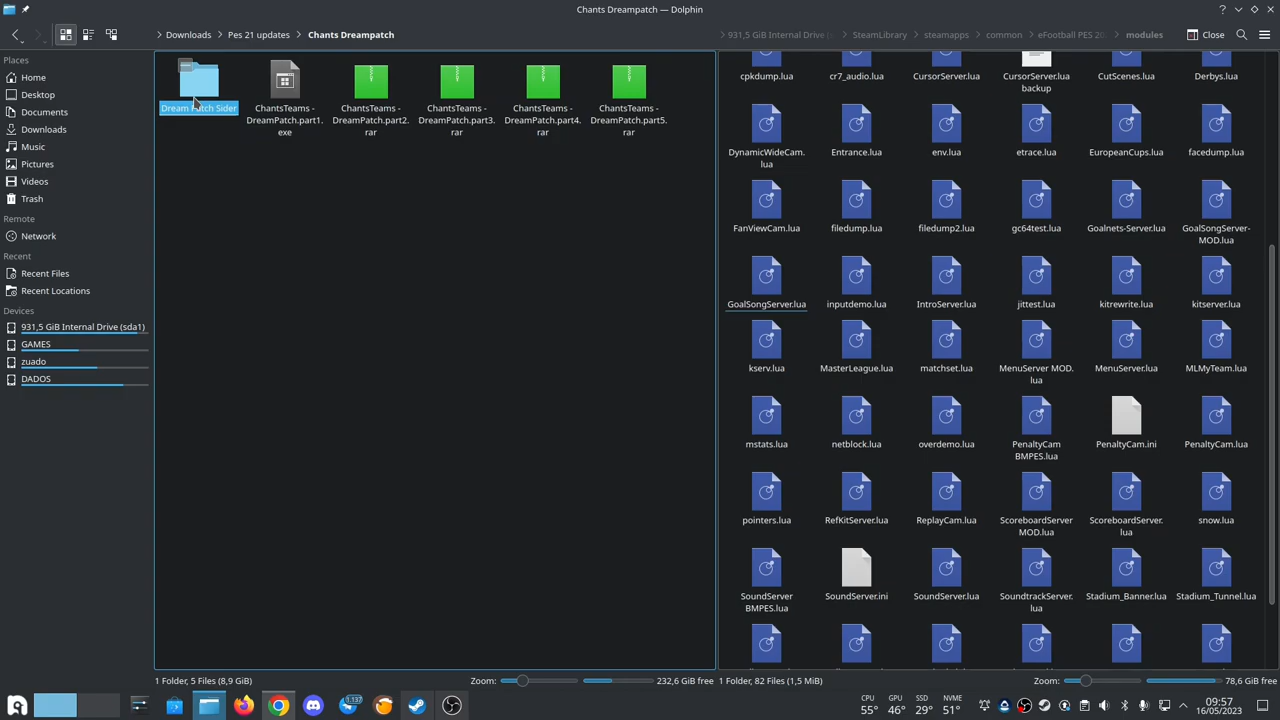 Chants Dreampatch — Dolphin
Downloads
Pes 21 updates
Chants Dreampatch
931,5 GiB Internal Drive (s
SteamLibrary
steamapps
common
eFootball PES 20
modules
Close
Places
Home
Desktop
Documents
Downloads
Music
Pictures
Videos
Trash
Remote
Network
Recent
Recent Files
Recent Locations
Devices
931,5 GiB Internal Drive (sda1)
GAMES
zuado
DADOS
Dream Patch Sider
ChantsTeams -
DreamPatch.part1.
exe
ChantsTeams -
DreamPatch.part2.
rar
ChantsTeams -
DreamPatch.part3.
rar
ChantsTeams -
DreamPatch.part4.
rar
ChantsTeams -
DreamPatch.part5.
rar
cpkdump.lua
cr7_audio.lua
CursorServer.lua
CursorServer.lua
backup
CutScenes.lua
Derbys.lua
DynamicWideCam.
lua
Entrance.lua
env.lua
etrace.lua
EuropeanCups.lua
facedump.lua
FanViewCam.lua
filedump.lua
filedump2.lua
gc64test.lua
Goalnets-Server.lua
GoalSongServer-
MOD.lua
GoalSongServer.lua
inputdemo.lua
IntroServer.lua
jittest.lua
kitrewrite.lua
kitserver.lua
kserv.lua
MasterLeague.lua
matchset.lua
MenuServer MOD.
lua
MenuServer.lua
MLMyTeam.lua
mstats.lua
netblock.lua
overdemo.lua
PenaltyCam
BMPES.lua
PenaltyCam.ini
PenaltyCam.lua
pointers.lua
RefKitServer.lua
ReplayCam.lua
ScoreboardServer
MOD.lua
ScoreboardServer.
lua
snow.lua
SoundServer
BMPES.lua
SoundServer.ini
SoundServer.lua
SoundtrackServer.
lua
Stadium_Banner.lua
Stadium_Tunnel.lua
1 Folder, 5 Files (8,9 GiB)
Zoom:
232,6 GiB free
1 Folder, 82 Files (1,5 MiB)
Zoom:
78,6 GiB free
1.137
CPU
55°
GPU
46°
SSD
29°
NVME
51°
09:57
16/05/2023